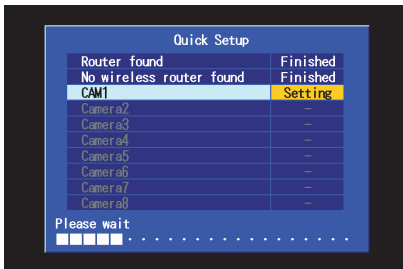 Quick Setup
Router found Finished
No wireless router found Finished
CAM1 Setting
Camera2 -
Camera3 -
Camera4 -
Camera5 -
Camera6 -
Camera7 -
Camera8 -
Please wait